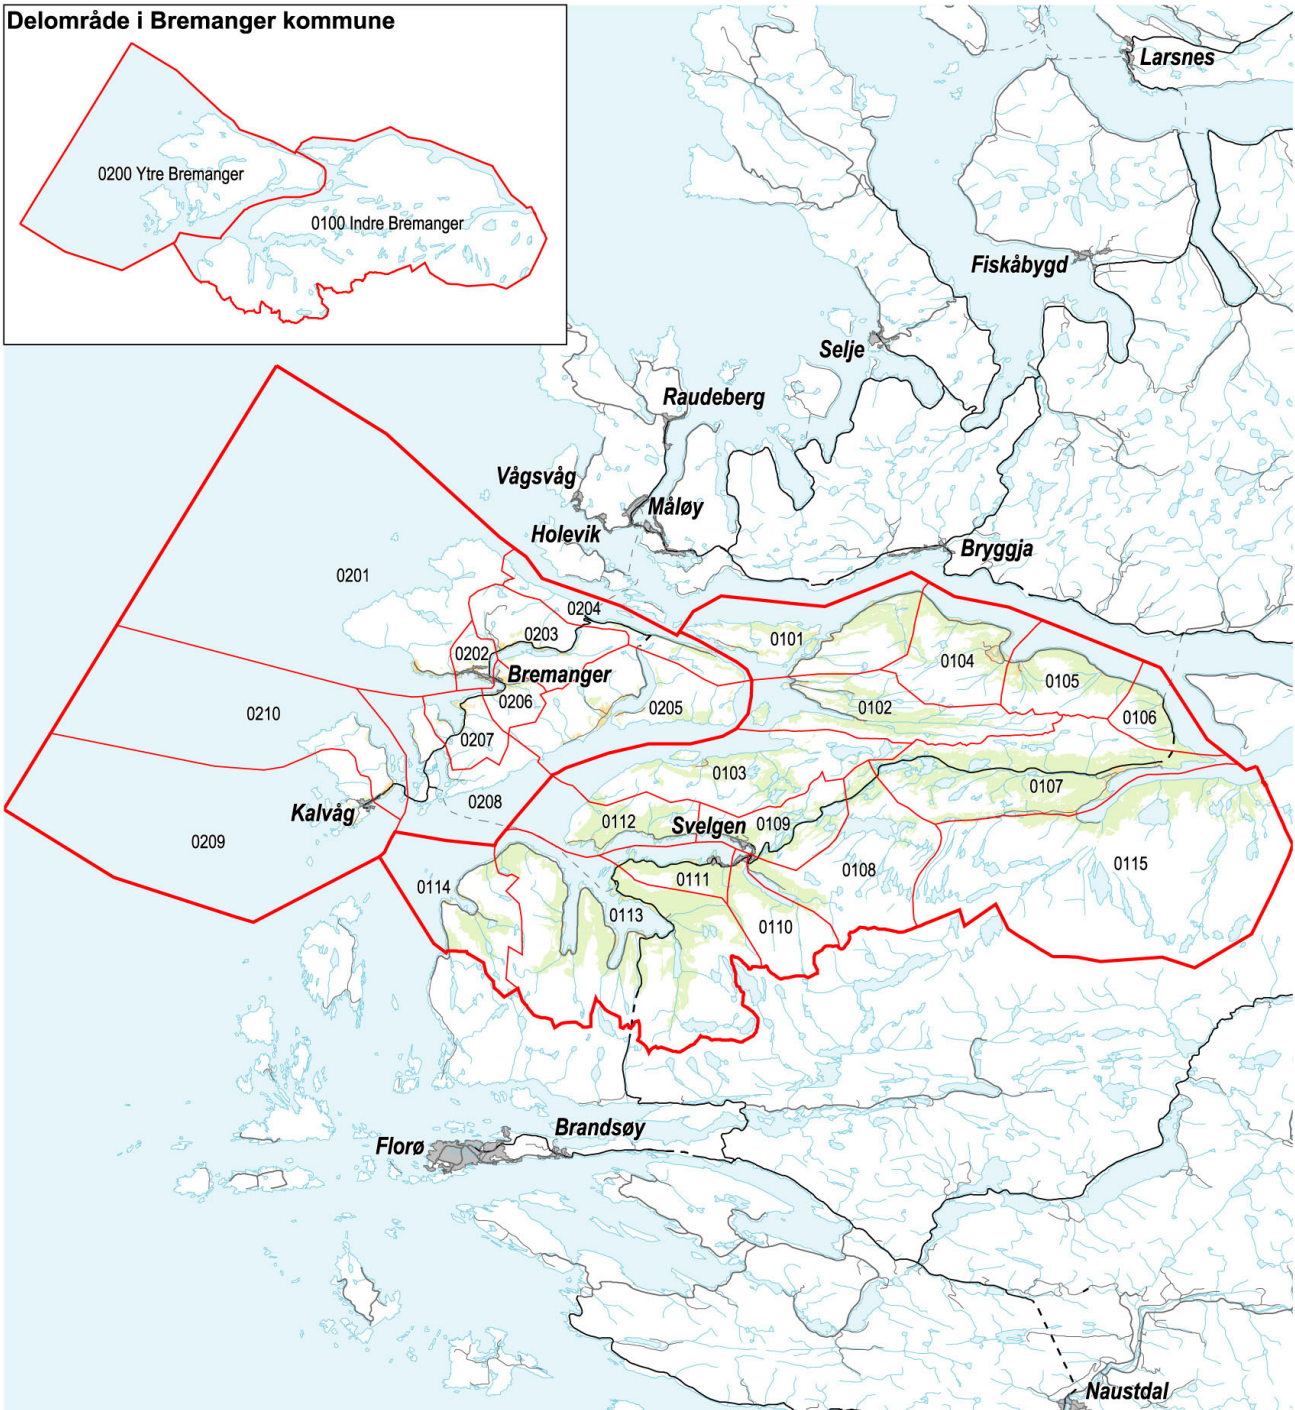 Delområde i Bremanger kommune
0200 Ytre Bremanger
0100 Indre Bremanger
Larsnes
Fiskåbygd
Selje
Raudeberg
Vågsvåg
Måløy
Holevik
Bryggja
0201
0204
0203
0202
Bremanger
0206
0205
0210
0207
0101
0104
0105
0102
0106
0103
0107
0208
Kalvåg
0209
0112
Svelgen
0109
0108
0115
0111
0114
0113
0110
Florø
Brandsøy
Naustdal